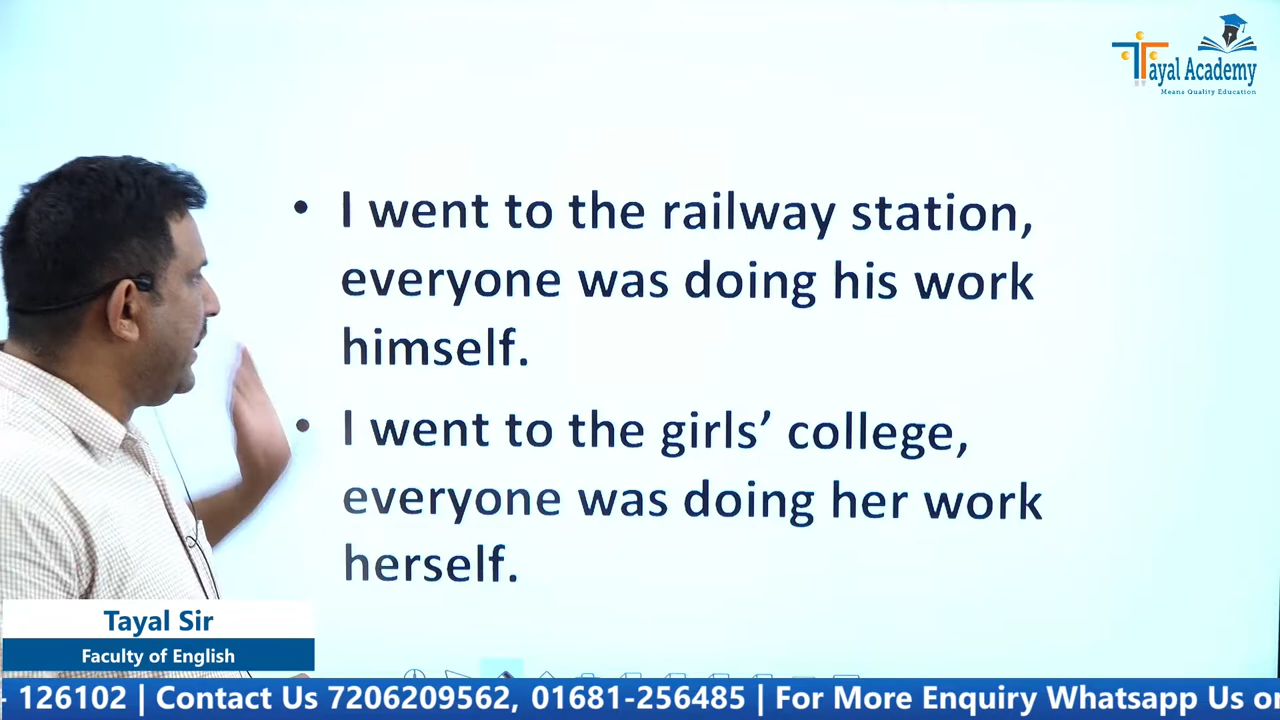 Tayal Academy
Means Quality Education
• I went to the railway station,
everyone was doing his work
himself.
• I went to the girls’ college,
everyone was doing her work
herself.
Tayal Sir
Faculty of English
- 126102 | Contact Us 7206209562, 01681-256485 | For More Enquiry Whatsapp Us on